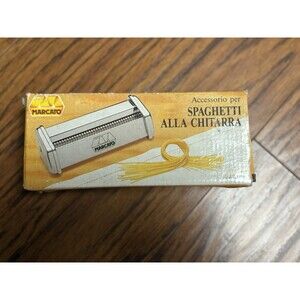 MARCATO
Accessorio per
SPAGHETTI
ALLA CHITARRA
MARCATO